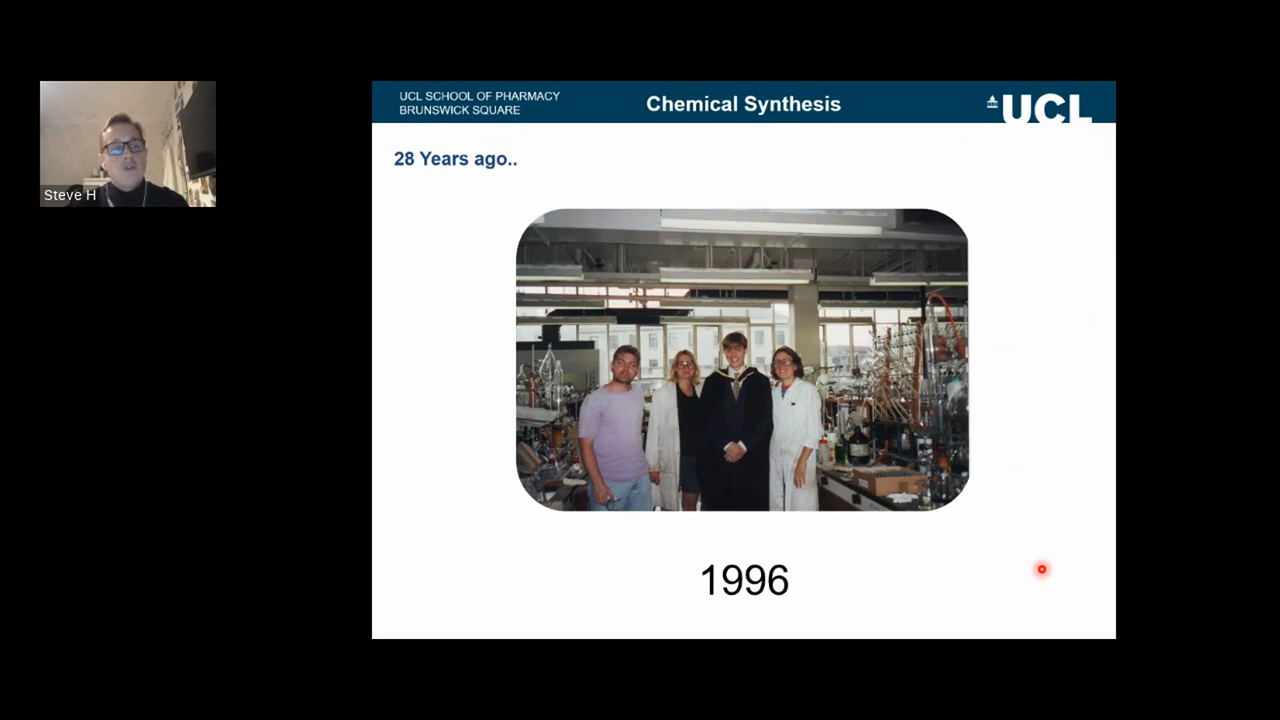 Steve H
UCL SCHOOL OF PHARMACY
BRUNSWICK SQUARE
Chemical Synthesis
UCL
28 Years ago..
1996